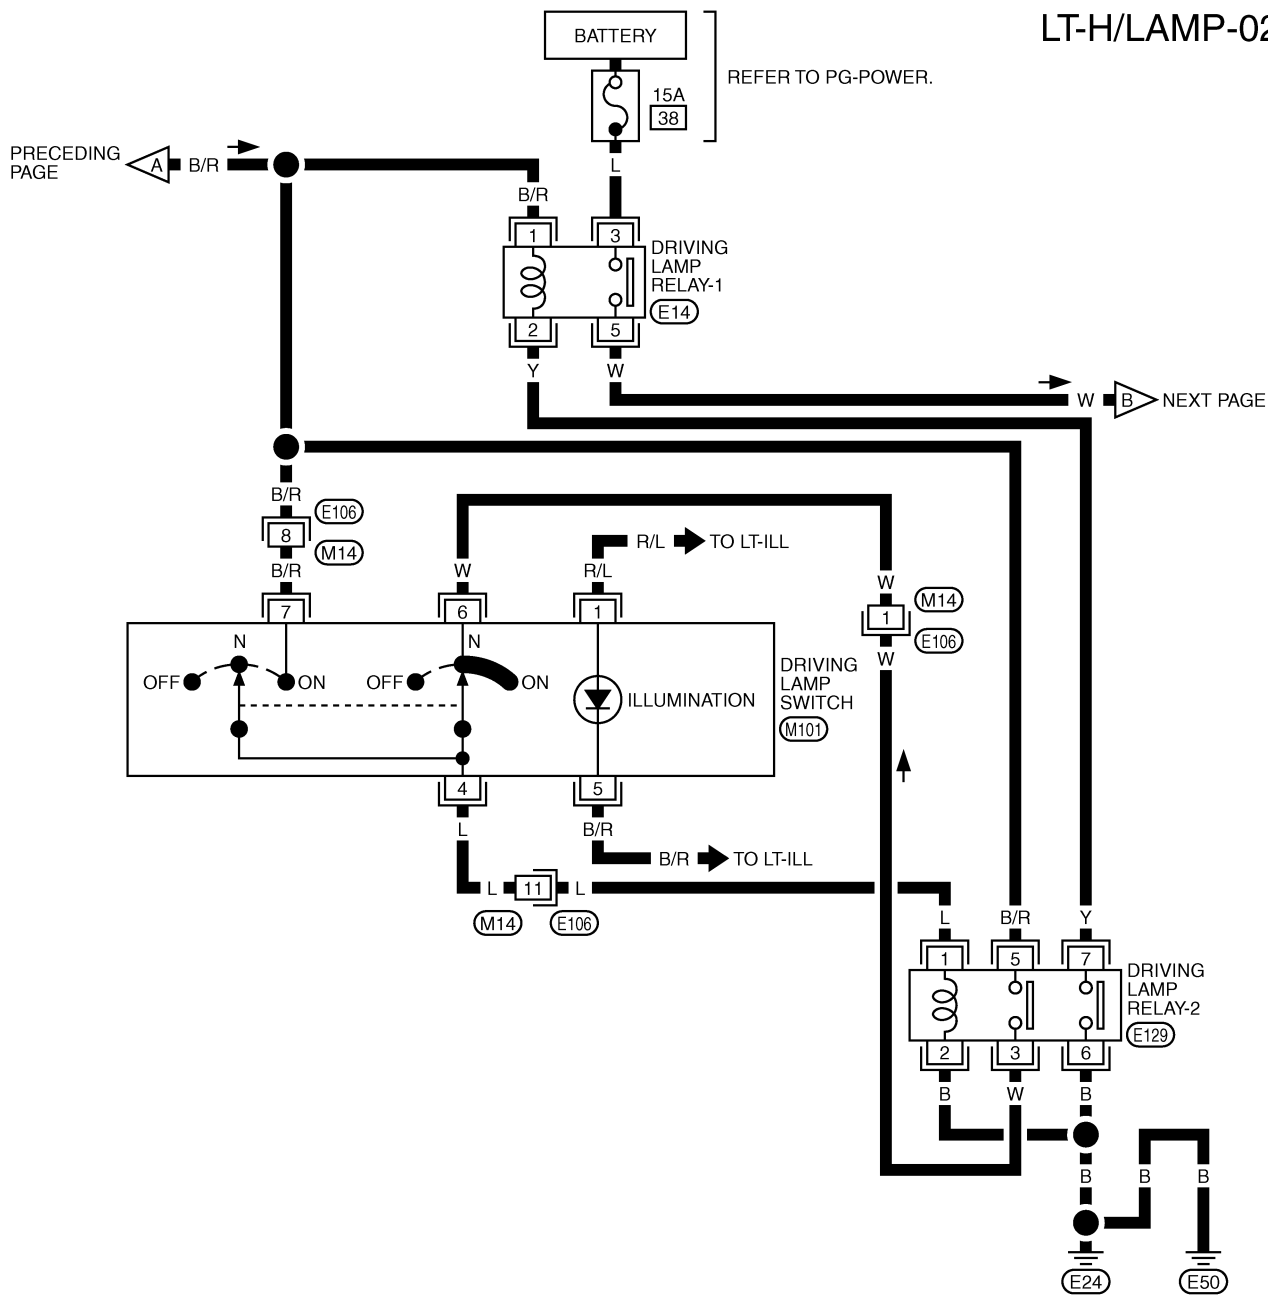 LT-H/LAMP-02
BATTERY
REFER TO PG-POWER.
15A
38
PRECEDING
PAGE
A
B/R
L
B/R
1
3
DRIVING
LAMP
RELAY-1
E14
2
5
Y
W
W
B
NEXT PAGE
B/R
E106
8
M14
B/R
W
R/L
R/L
TO LT-ILL
W
M14
1
E106
W
7
6
1
N
N
OFF
ON
OFF
ON
ILLUMINATION
DRIVING
LAMP
SWITCH
M101
4
5
L
B/R
B/R
TO LT-ILL
L
11
L
M14
E106
L
B/R
Y
1
5
7
DRIVING
LAMP
RELAY-2
E129
2
3
6
B
W
B
B
B
B
E24
E50